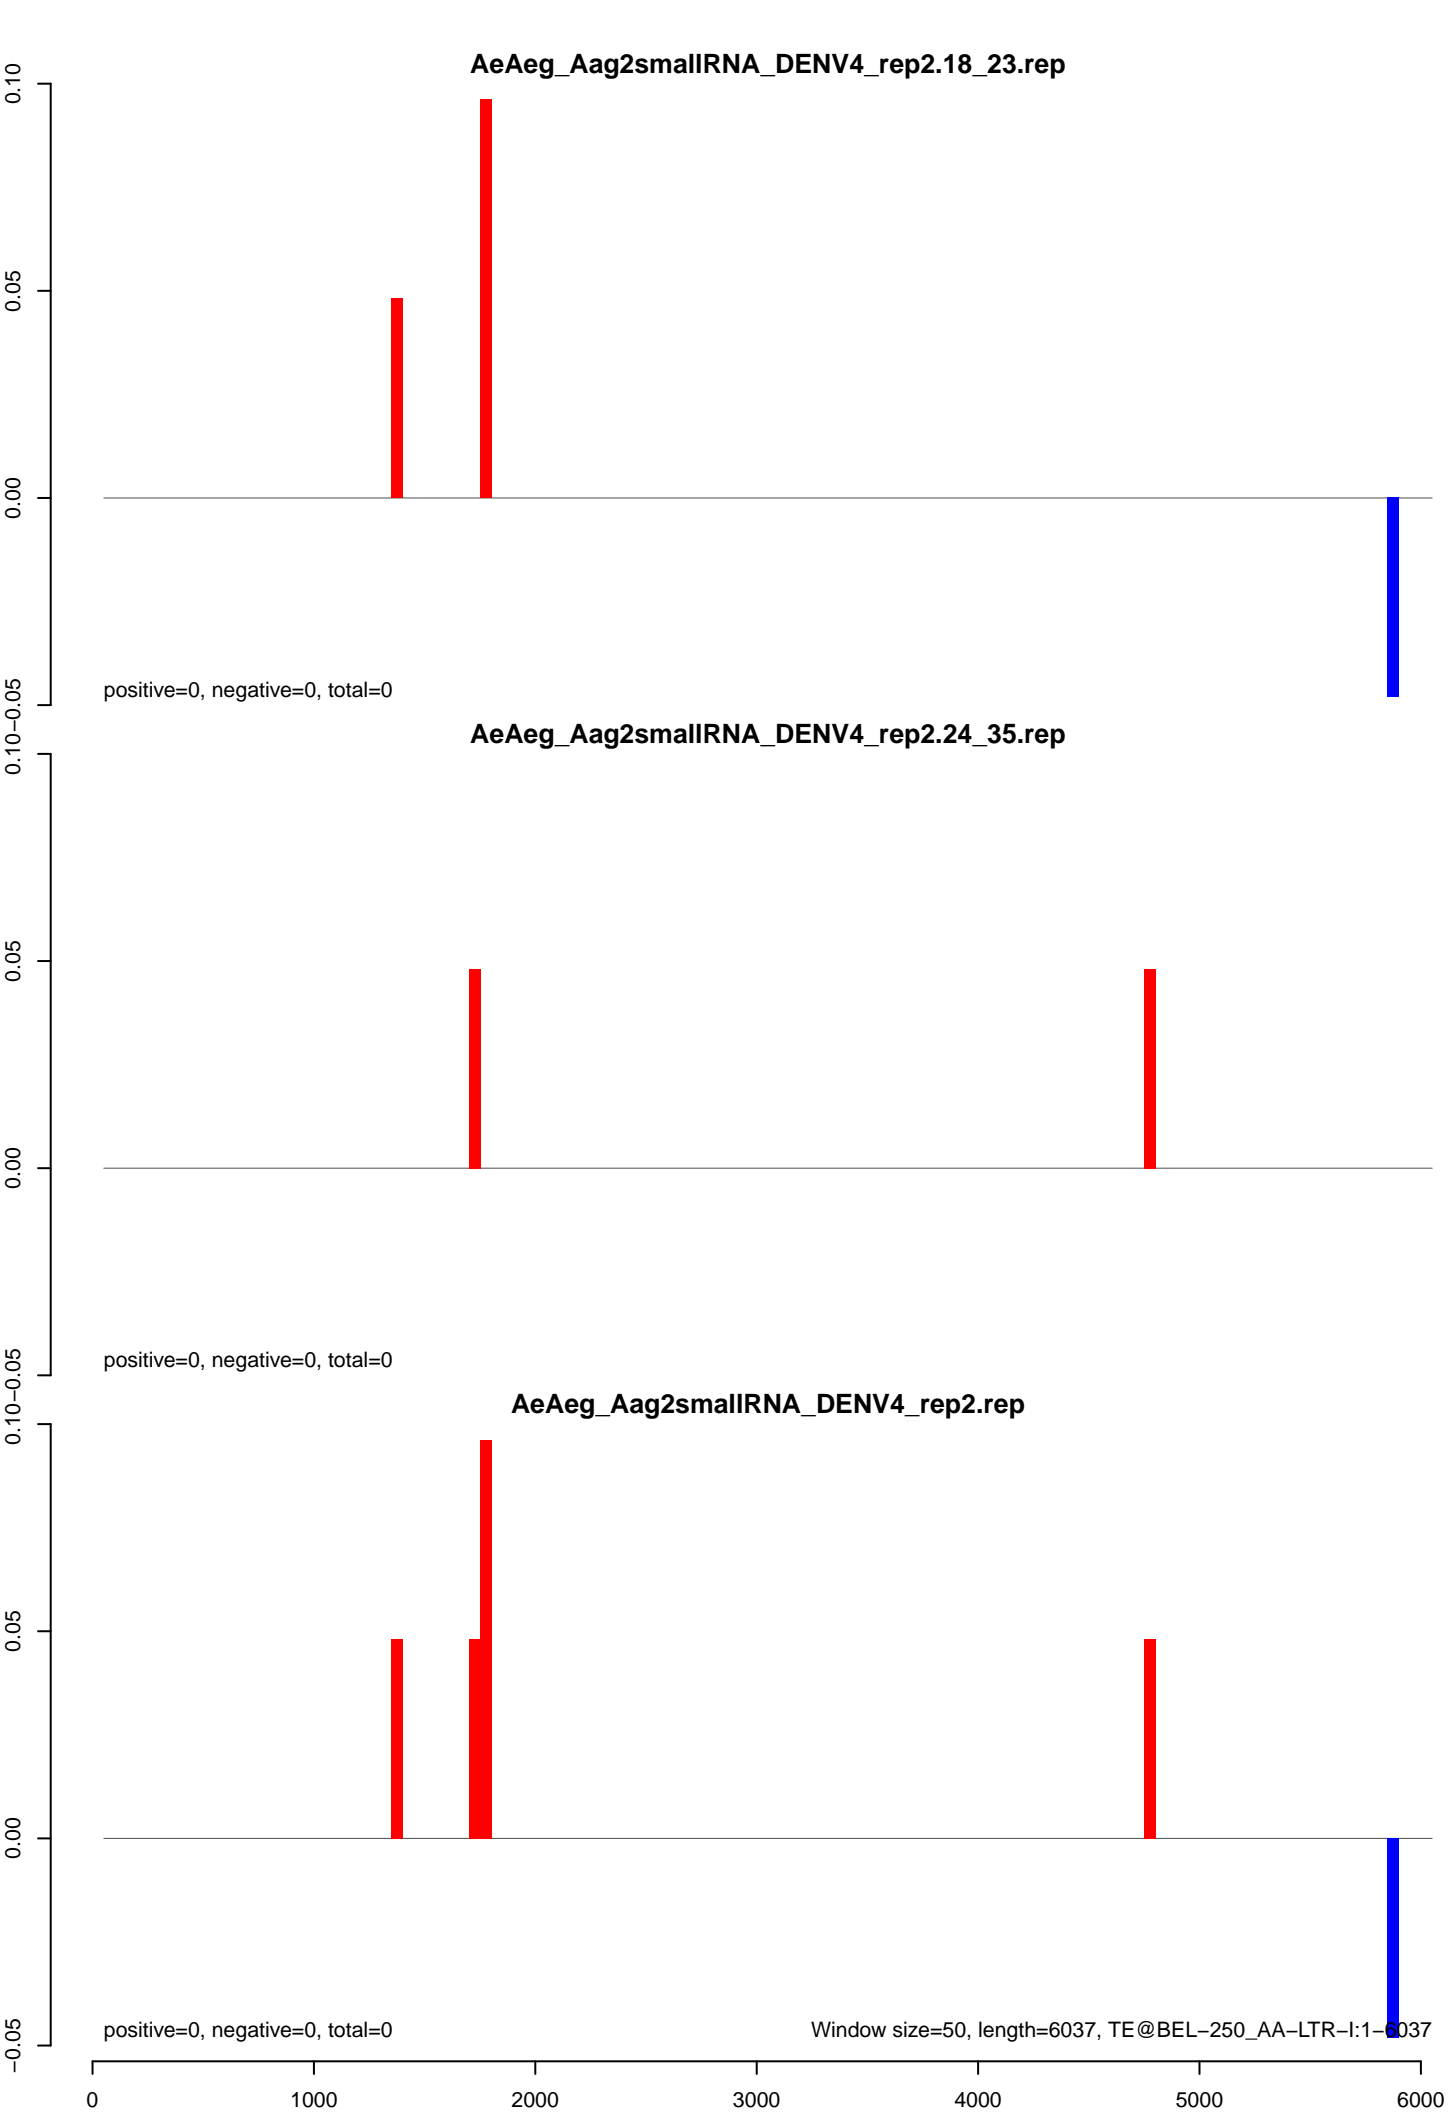 AeAeg_Aag2smallRNA_DENV4_rep2.18_23.rep
0.10
0.05
0.00
−0.05
positive=0, negative=0, total=0
AeAeg_Aag2smallRNA_DENV4_rep2.24_35.rep
0.10
0.05
0.00
−0.05
positive=0, negative=0, total=0
AeAeg_Aag2smallRNA_DENV4_rep2.rep
0.10
0.05
0.00
−0.05
positive=0, negative=0, total=0
Window size=50, length=6037, TE@BEL−250_AA−LTR−I:1−6037
0 1000 2000 3000 4000 5000 6000